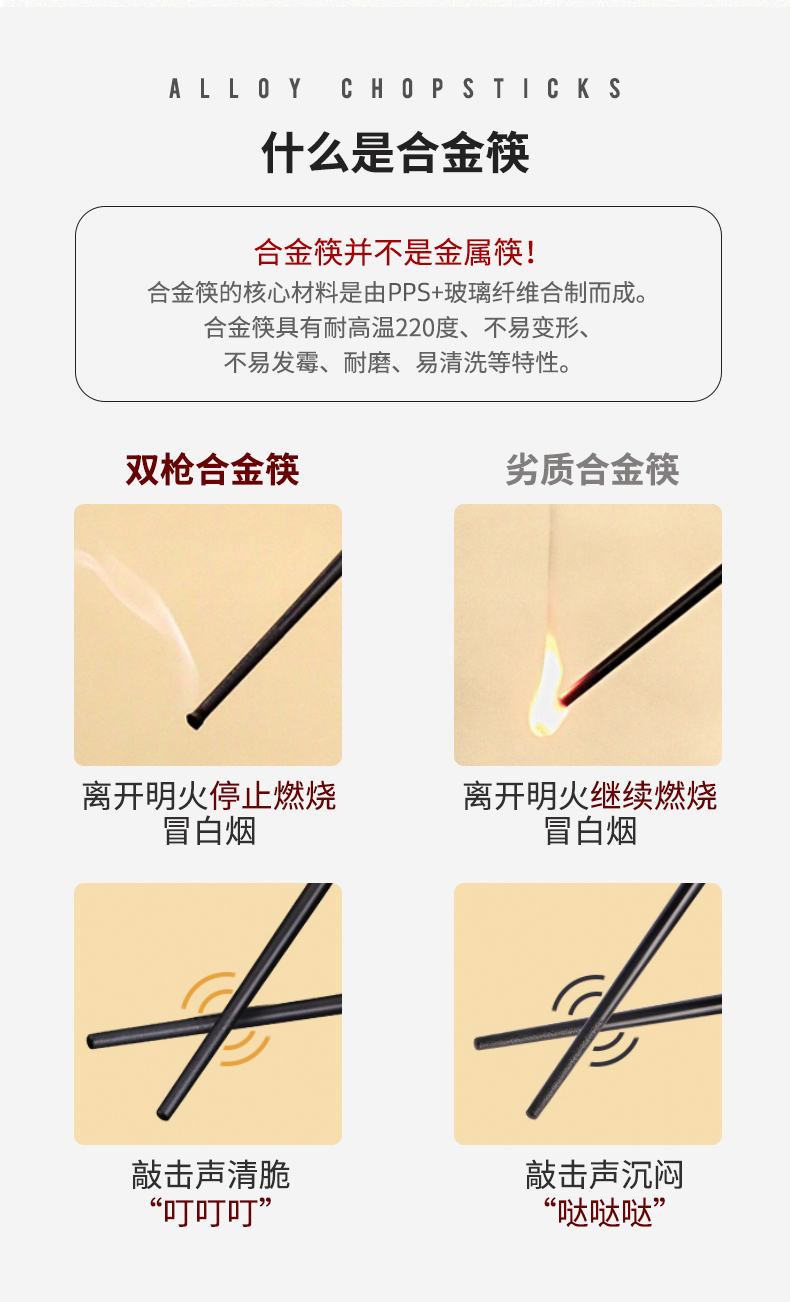 ALLOY CHOPSTICKS
什么是合金筷
合金筷并不是金属筷！
合金筷的核心材料是由PPS+玻璃纤维合制而成。
合金筷具有耐高温220度、不易变形、
不易发霉、耐磨、易清洗等特性。
双枪合金筷
劣质合金筷
离开明火停止燃烧
冒白烟
离开明火继续燃烧
冒白烟
敲击声清脆
“叮叮叮”
敲击声沉闷
“哒哒哒”